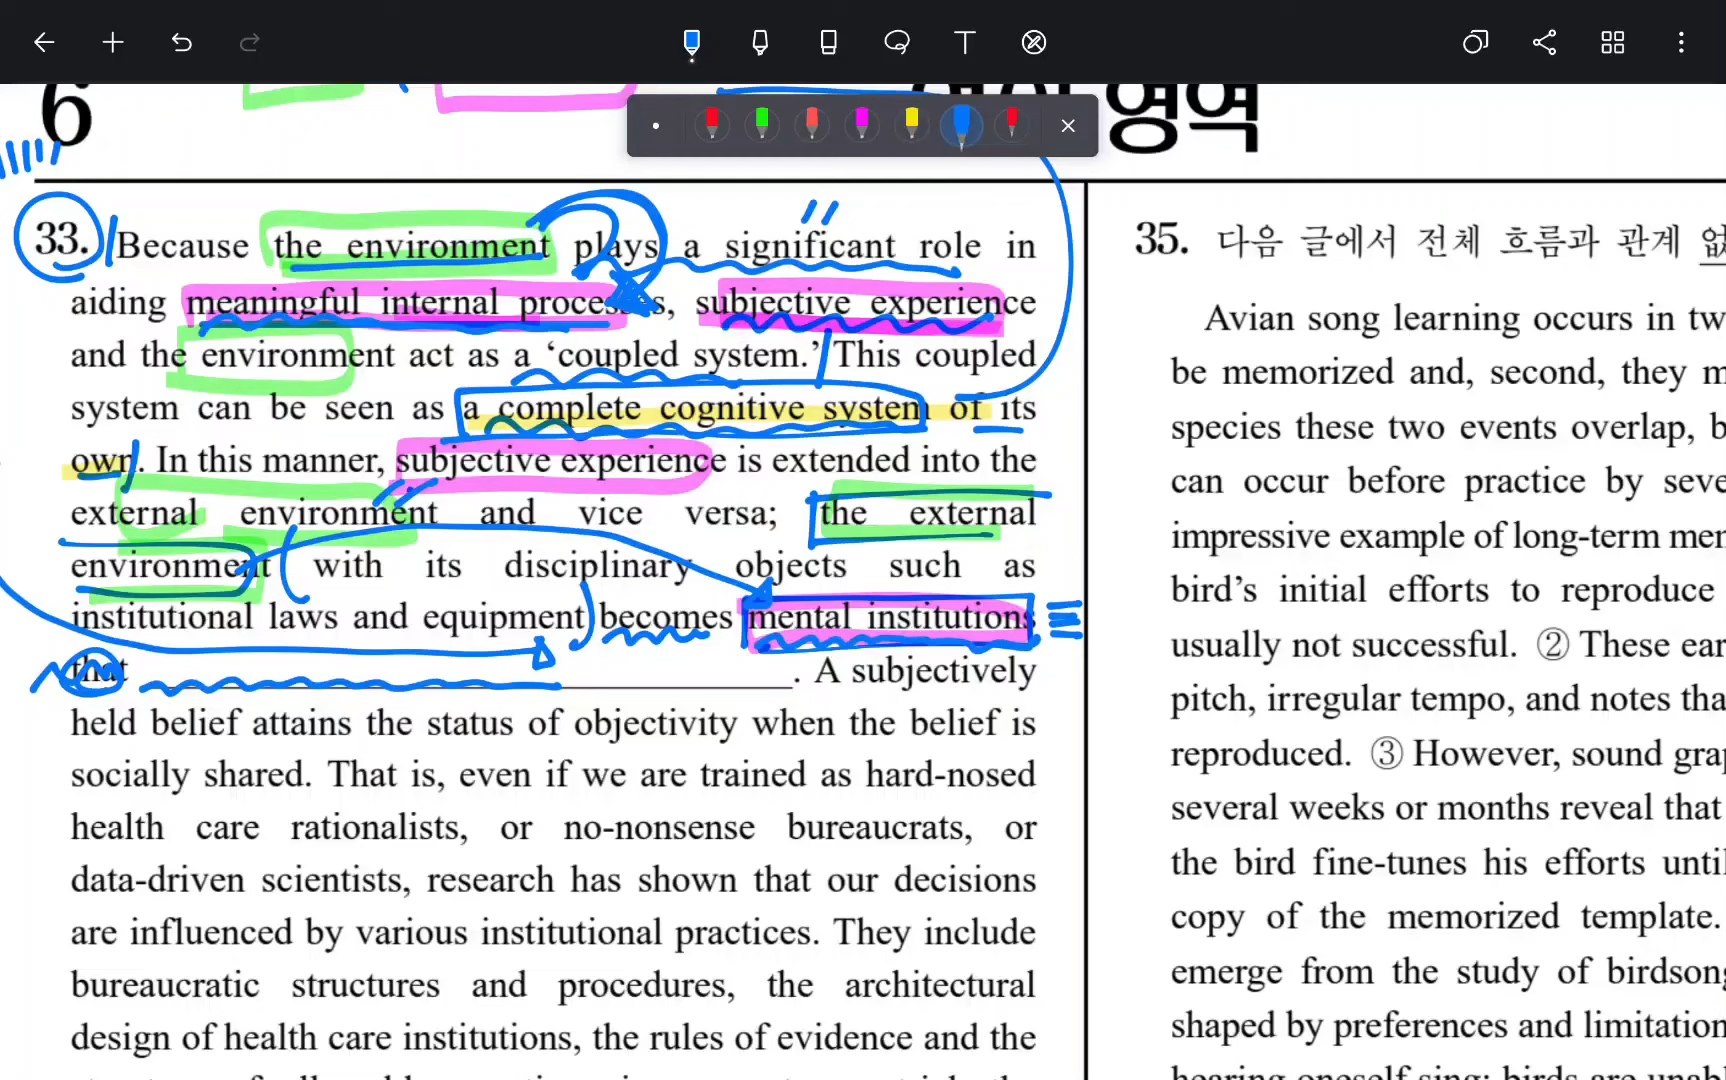 6
영역
33. Because the environment plays a significant role in
aiding meaningful internal processes, subjective experience
and the environment act as a ‘coupled system.’ This coupled
system can be seen as a complete cognitive system of its
own. In this manner, subjective experience is extended into the
external environment and vice versa; the external
environment with its disciplinary objects such as
institutional laws and equipment becomes mental institutions
that ____________. A subjectively
held belief attains the status of objectivity when the belief is
socially shared. That is, even if we are trained as hard-nosed
health care rationalists, or no-nonsense bureaucrats, or
data-driven scientists, research has shown that our decisions
are influenced by various institutional practices. They include
bureaucratic structures and procedures, the architectural
design of health care institutions, the rules of evidence and the
35. 다음 글에서 전체 흐름과 관계
Avian song learning occurs in
be memorized and, second, they
species these two events overlap,
can occur before practice by
impressive example of long-term
bird’s initial efforts to reproduce
usually not successful. ② These
pitch, irregular tempo, and notes
reproduced. ③ However, sound
several weeks or months reveal that
the bird fine-tunes his efforts
copy of the memorized template.
emerge from the study of
shaped by preferences and
hearing oneself sing: birds are